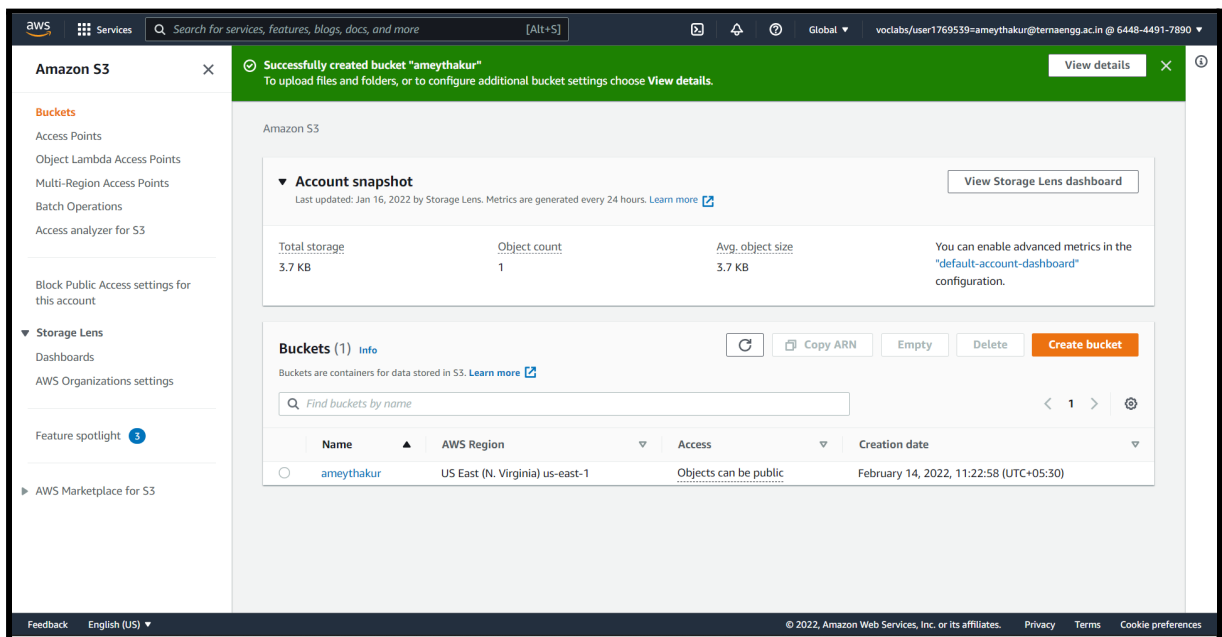 aws
Services
Search for services, features, blogs, docs, and more
[Alt+S]
Global ▼
voclabs/user1769539=ameythakur@ternaengg.ac.in @ 6448-4491-7890 ▼
Amazon S3
Buckets
Access Points
Object Lambda Access Points
Multi-Region Access Points
Batch Operations
Access analyzer for S3
Block Public Access settings for
this account
Storage Lens
Dashboards
AWS Organizations settings
Feature spotlight 3
AWS Marketplace for S3
Successfully created bucket "ameythakur"
To upload files and folders, or to configure additional bucket settings choose View details.
View details
Amazon S3
Account snapshot
Last updated: Jan 16, 2022 by Storage Lens. Metrics are generated every 24 hours. Learn more
View Storage Lens dashboard
Total storage
3.7 KB
Object count
1
Avg. object size
3.7 KB
You can enable advanced metrics in the
"default-account-dashboard"
configuration.
Buckets (1) Info
Buckets are containers for data stored in S3. Learn more
Copy ARN
Empty
Delete
Create bucket
Find buckets by name
1
Name AWS Region Access Creation date
ameythakur US East (N. Virginia) us-east-1 Objects can be public February 14, 2022, 11:22:58 (UTC+05:30)
Feedback English (US) ▼
© 2022, Amazon Web Services, Inc. or its affiliates. Privacy Terms Cookie preferences